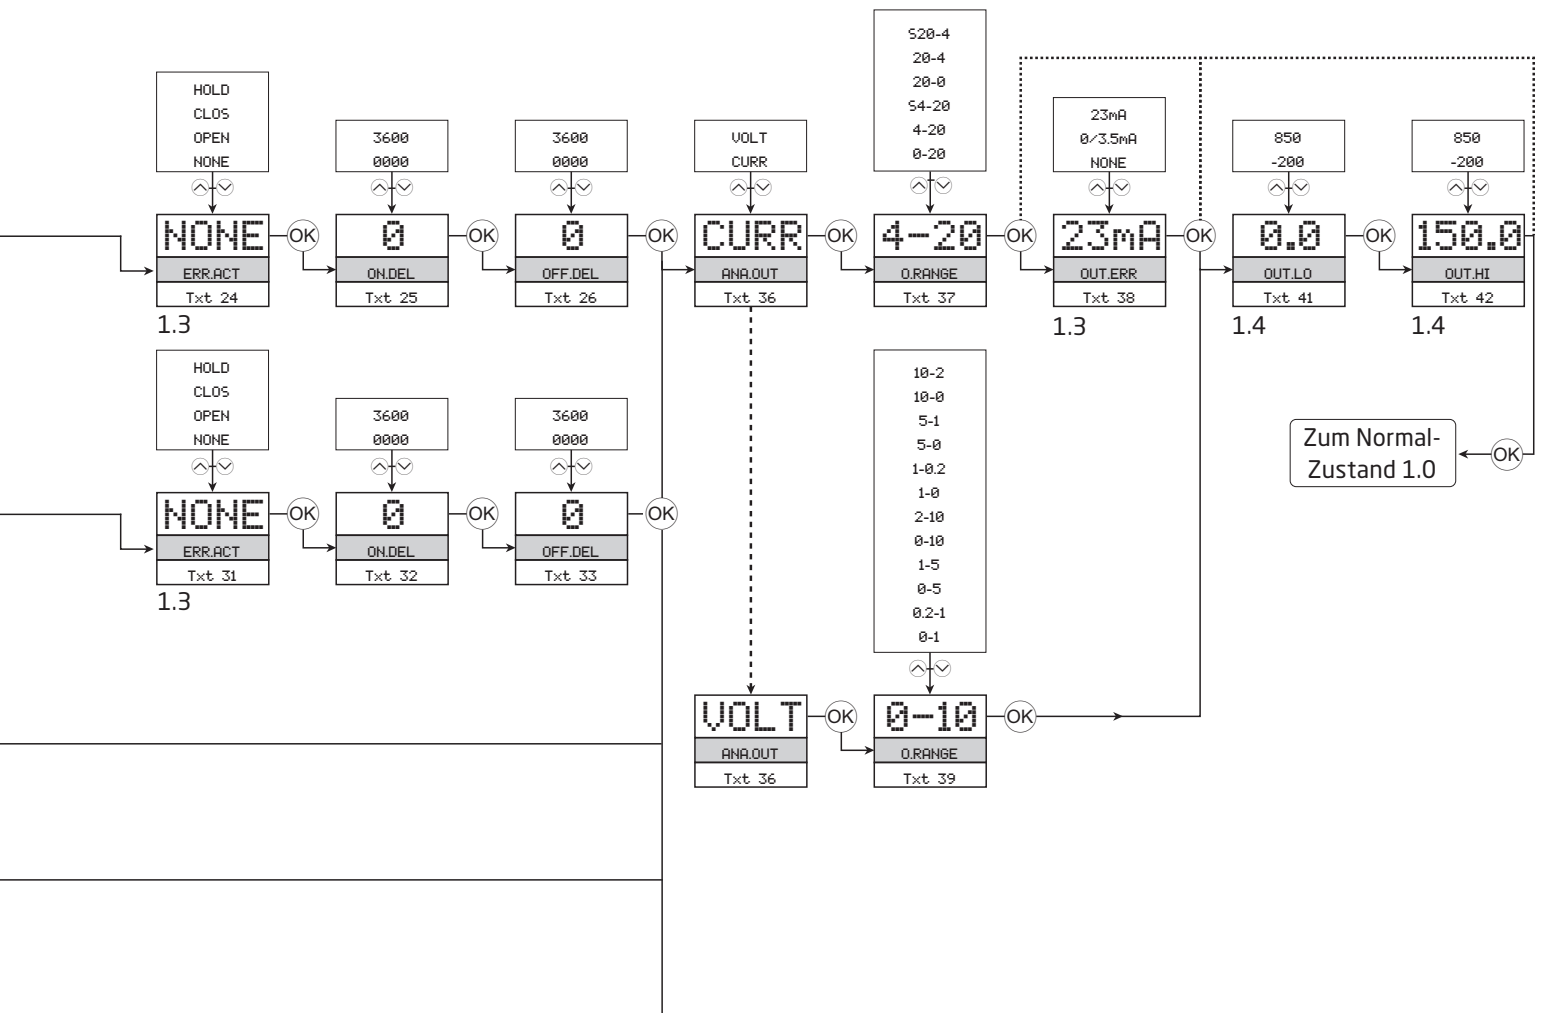 HOLD
CLOS
OPEN
NONE
NONE
ERR.ACT
Txt 24
1.3
OK
3600
0000
0
ON.DEL
Txt 25
OK
3600
0000
0
OFF.DEL
Txt 26
OK
VOLT
CURR
CURR
ANA.OUT
Txt 36
OK
S20-4
20-4
20-0
S4-20
4-20
0-20
4-20
O.RANGE
Txt 37
OK
23mA
0/3.5mA
NONE
23mA
OUT.ERR
Txt 38
1.3
OK
850
-200
0.0
OUT.LO
Txt 41
1.4
OK
850
-200
150.0
OUT.HI
Txt 42
1.4
HOLD
CLOS
OPEN
NONE
NONE
ERR.ACT
Txt 31
1.3
OK
3600
0000
0
ON.DEL
Txt 32
OK
3600
0000
0
OFF.DEL
Txt 33
OK
10-2
10-0
5-1
5-0
1-0.2
1-0
2-10
0-10
1-5
0-5
0.2-1
0-1
Zum Normal-
Zustand 1.0
OK
VOLT
ANA.OUT
Txt 36
OK
0-10
O.RANGE
Txt 39
OK